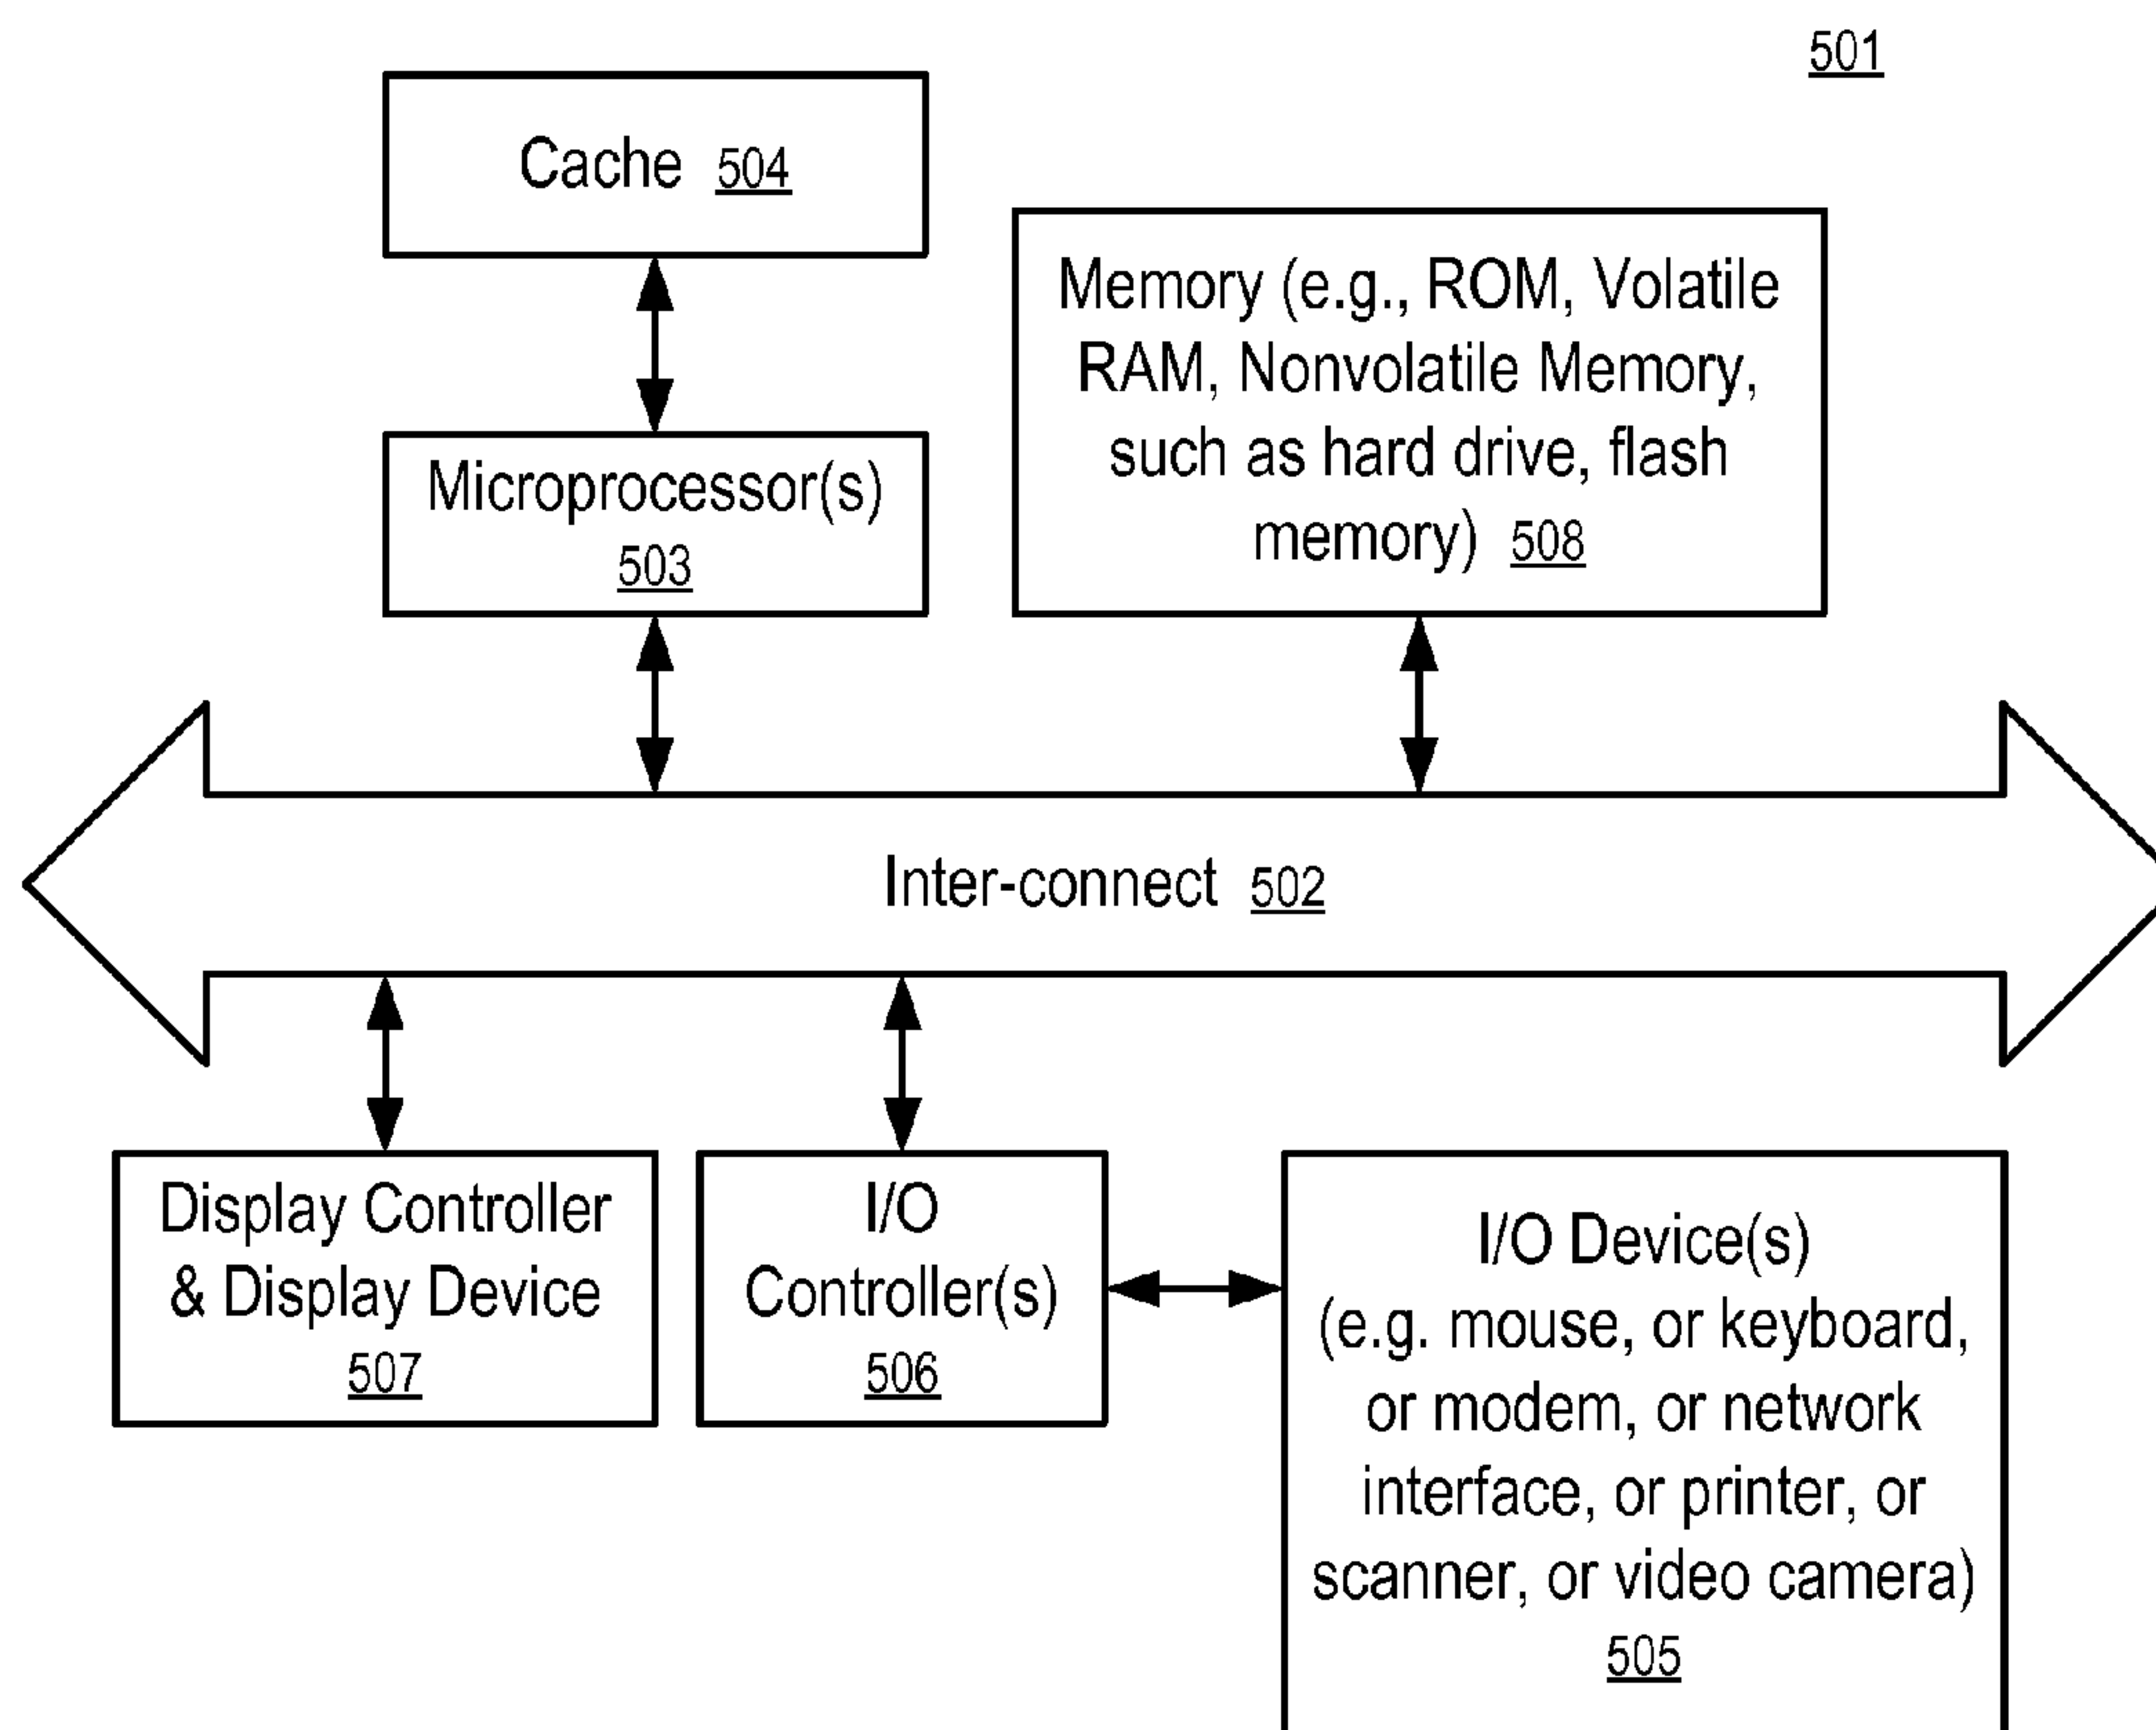 501
Cache 504
Memory (e.g., ROM, Volatile
RAM, Nonvolatile Memory,
such as hard drive, flash
memory) 508
Microprocessor(s)
503
Inter-connect 502
Display Controller
& Display Device
507
I/O
Controller(s)
506
I/O Device(s)
(e.g. mouse, or keyboard,
or modem, or network
interface, or printer, or
scanner, or video camera)
505